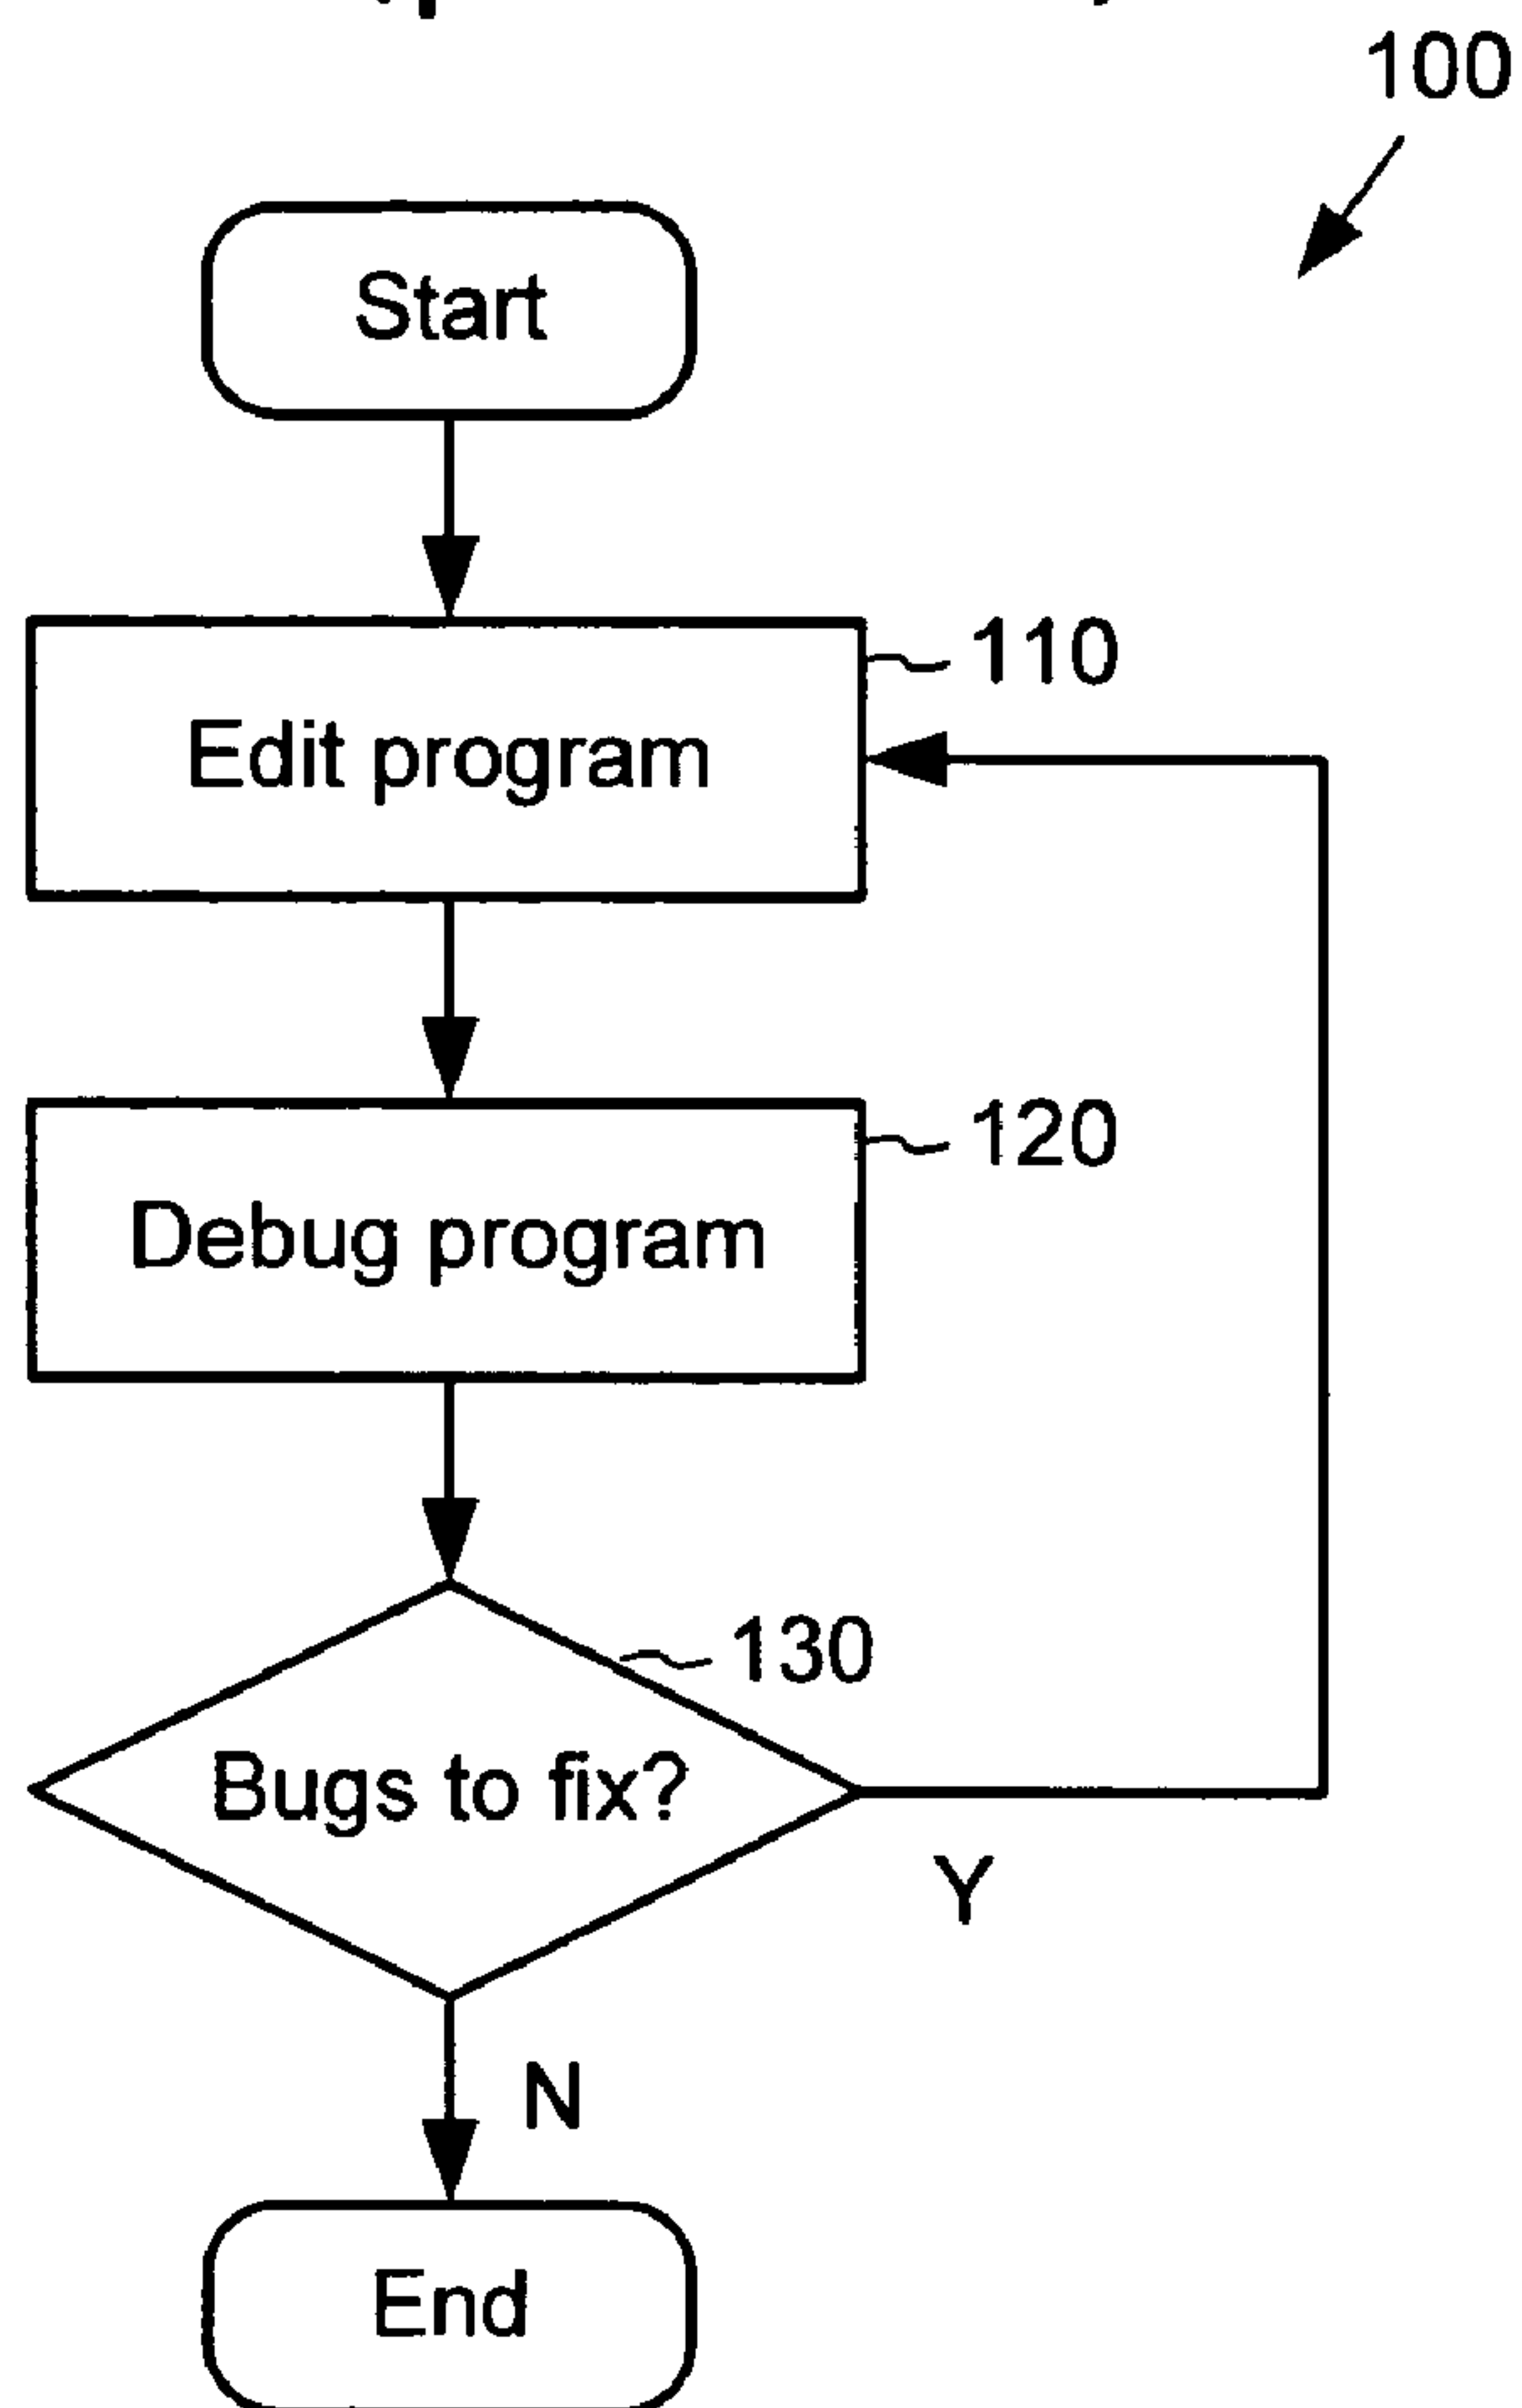 100
Start
110
Edit program
120
Debug program
130
Bugs to fix?
Y
N
End